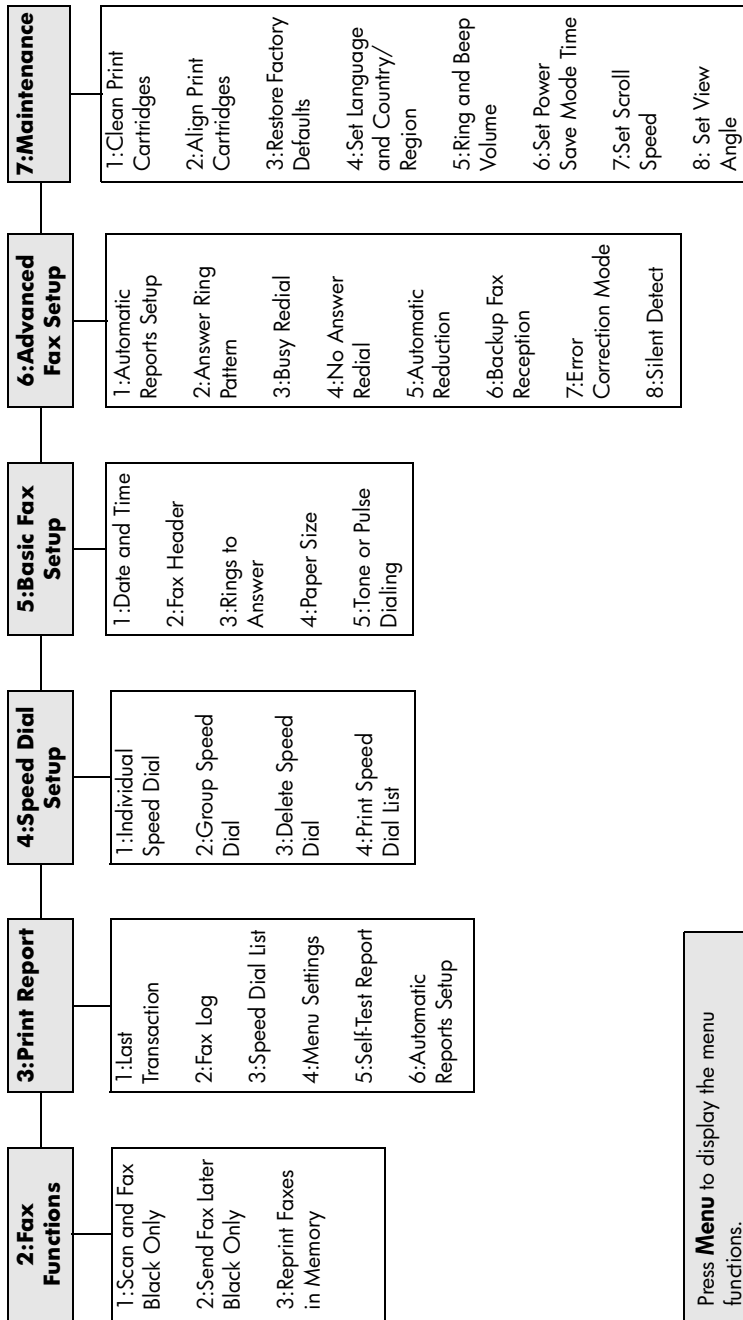 2:Fax
Functions
1:Scan and Fax
Black Only
2:Send Fax Later
Black Only
3:Reprint Faxes
in Memory
3:Print Report
1:Last
Transaction
2:Fax Log
3:Speed Dial List
4:Menu Settings
5:Self-Test Report
6:Automatic
Reports Setup
4:Speed Dial
Setup
1:Individual
Speed Dial
2:Group Speed
Dial
3:Delete Speed
Dial
4:Print Speed
Dial List
5:Basic Fax
Setup
1:Date and Time
2:Fax Header
3:Rings to
Answer
4:Paper Size
5:Tone or Pulse
Dialing
6:Advanced
Fax Setup
1:Automatic
Reports Setup
2:Answer Ring
Pattern
3:Busy Redial
4:No Answer
Redial
5:Automatic
Reduction
6:Backup Fax
Reception
7:Error
Correction Mode
8:Silent Detect
7:Maintenance
1:Clean Print
Cartridges
2:Align Print
Cartridges
3:Restore Factory
Defaults
4:Set Language
and Country/
Region
5:Ring and Beep
Volume
6:Set Power
Save Mode Time
7:Set Scroll
Speed
8: Set View
Angle
Press Menu to display the menu
functions.